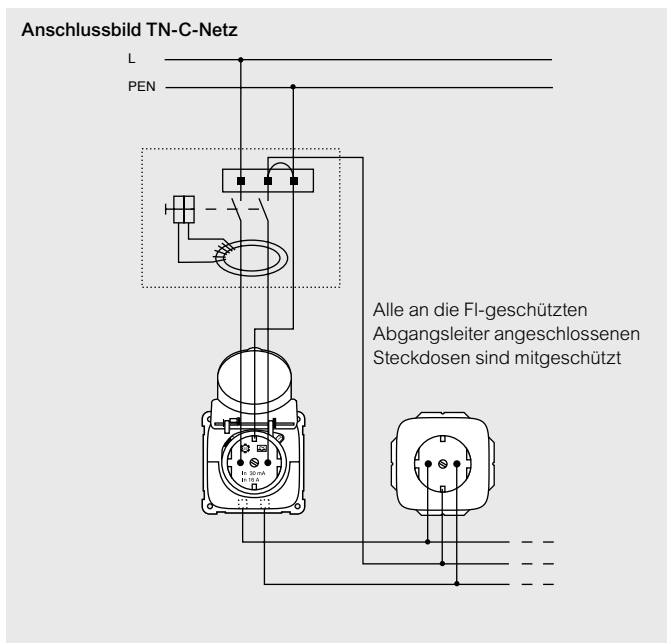 Anschlussbild TN-C-Netz
L
PEN
Alle an die FI-geschützten
Abgangsleiter angeschlossenen
Steckdosen sind mitgeschützt
In 30 mA
In 16 A